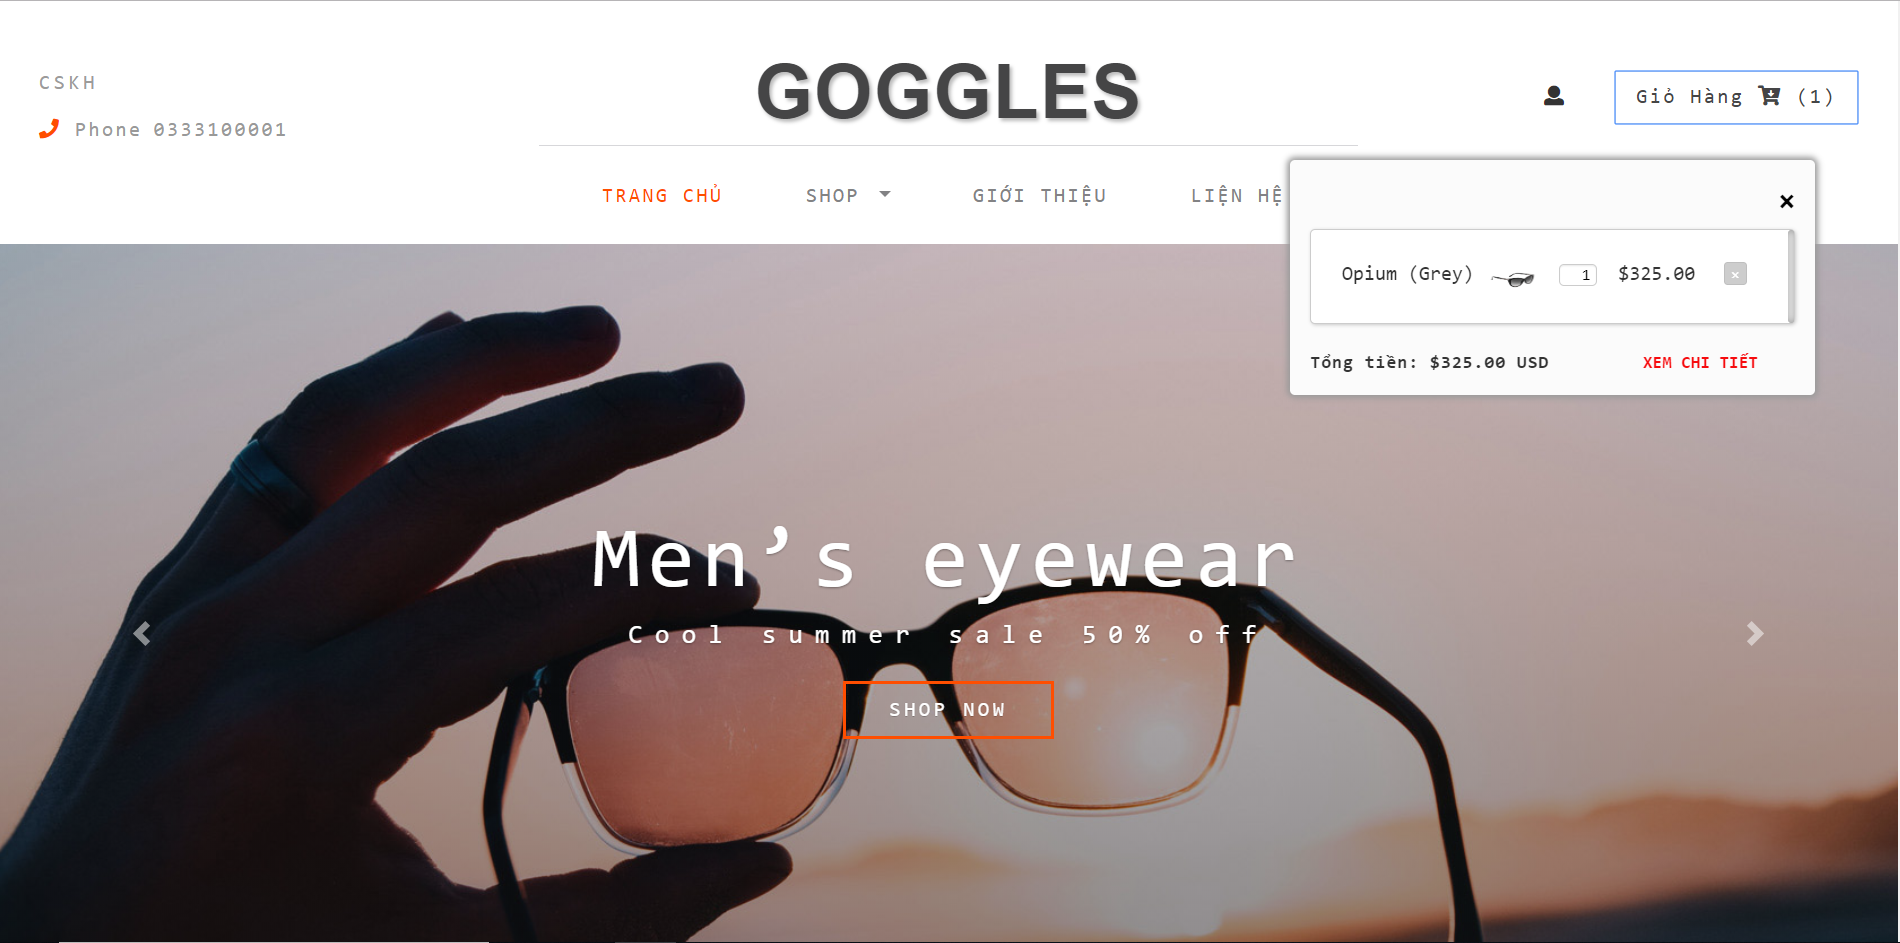 CSKH
Phone 0333100001
GOGGLES
Giỏ Hàng (1)
TRANG CHỦ
SHOP
GIỚI THIỆU
LIỆN HỆ
×
Opium (Grey) 1 $325.00 ×
Tổng tiền: $325.00 USD
XEM CHI TIẾT
Men’s eyewear
Cool summer sale 50% off
SHOP NOW